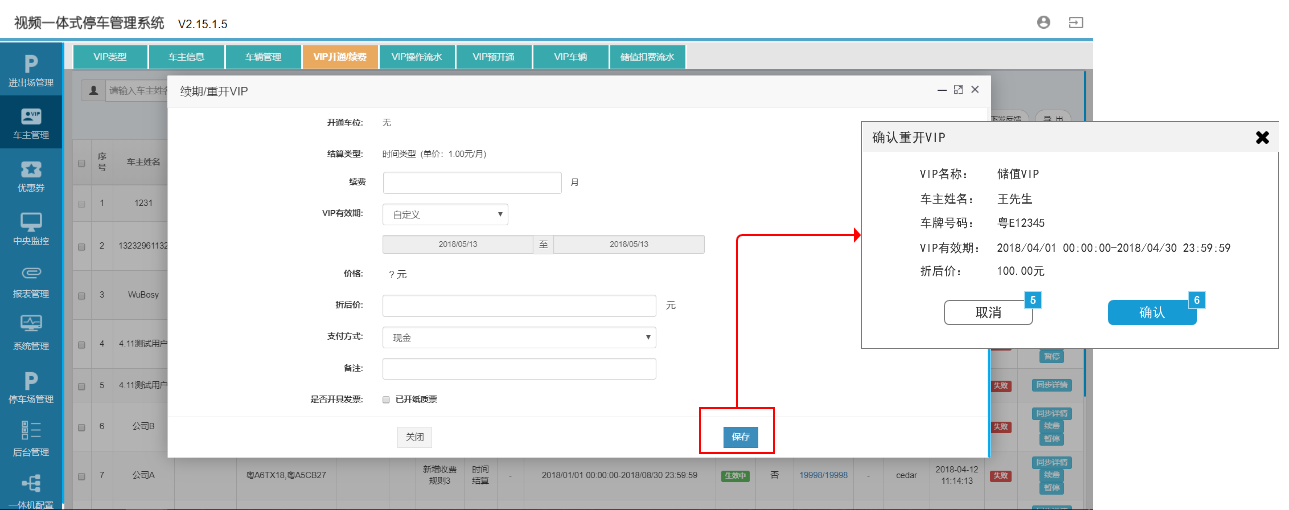 视频一体式停车管理系统 V2.15.1.5
VIP类型 车主信息 车辆管理 VIP开通/续费 VIP操作流水 VIP预开通 VIP车辆 储值扣费流水
进出场管理
车主管理
优惠券
中央监控
报表管理
系统管理
停车场管理
后台管理
一体机配置
请输入车主姓名
序号 车主姓名
1 1231
2 13232961132
3 WuBosy
4 4.11测试用户
5 4.11测试用户
6 公司B
续期/重开VIP
开通车位: 无
结算类型: 时间类型 (单价: 1.00元/月)
续费 月
VIP有效期: 自定义
2018/05/13 至 2018/05/13
价格: ? 元
折后价: 元
支付方式: 现金
备注:
是否开具发票: 已开纸质票
关闭 保存
导 出
暂停
失败 同步详情
失败 同步详情
续费
暂停
7 公司A 粤A6TX18,粤A5CB27 新增收费规则3 时间结算 - 2018/01/01 00:00:00-2018/08/30 23:59:59 生效中 否 19998/19998 - cedar 2018-04-12 11:14:13 失败 同步详情
续费
暂停
确认重开VIP
VIP名称: 储值VIP
车主姓名: 王先生
车牌号码: 粤E12345
VIP有效期: 2018/04/01 00:00:00-2018/04/30 23:59:59
折后价: 100.00元
取消 5
确认 6